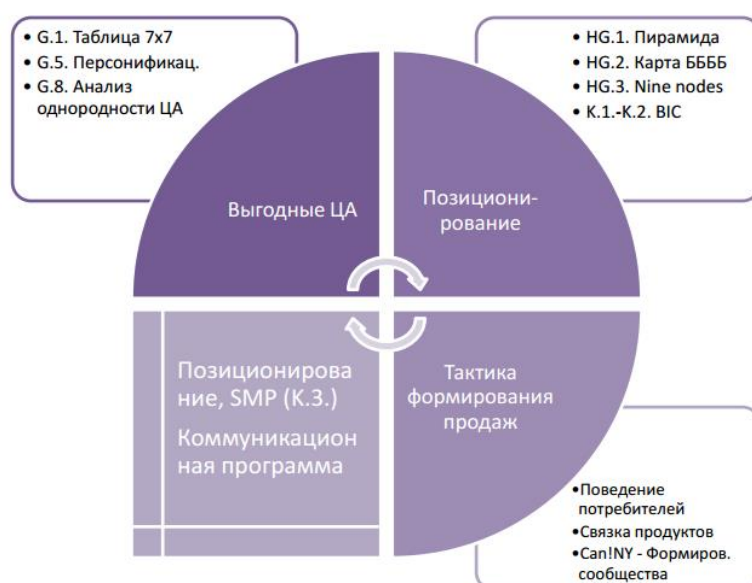 • G.1. Таблица 7x7
• G.5. Персонификац.
• G.8. Анализ
однородности ЦА
• HG.1. Пирамида
• HG.2. Карта ББББ
• HG.3. Nine nodes
• K.1.-K.2. BIC
Выгодные ЦА
Позициони-
рование
Позиционирова
ние, SMP (K.3.)
Коммуникацион
ная программа
Тактика
формирования
продаж
•Поведение
потребителей
•Связка продуктов
•Can!NY - Формиров.
сообщества